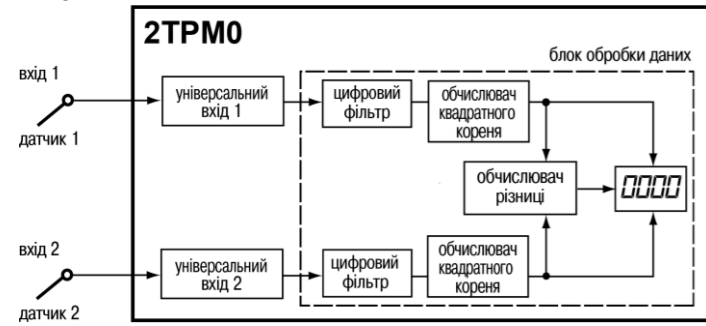 2ТРМ0
блок обробки даних
вхід 1
датчик 1
універсальний
вхід 1
цифровий
фільтр
обчислювач
квадратного
кореня
обчислювач
різниці
0000
вхід 2
датчик 2
універсальний
вхід 2
цифровий
фільтр
обчислювач
квадратного
кореня